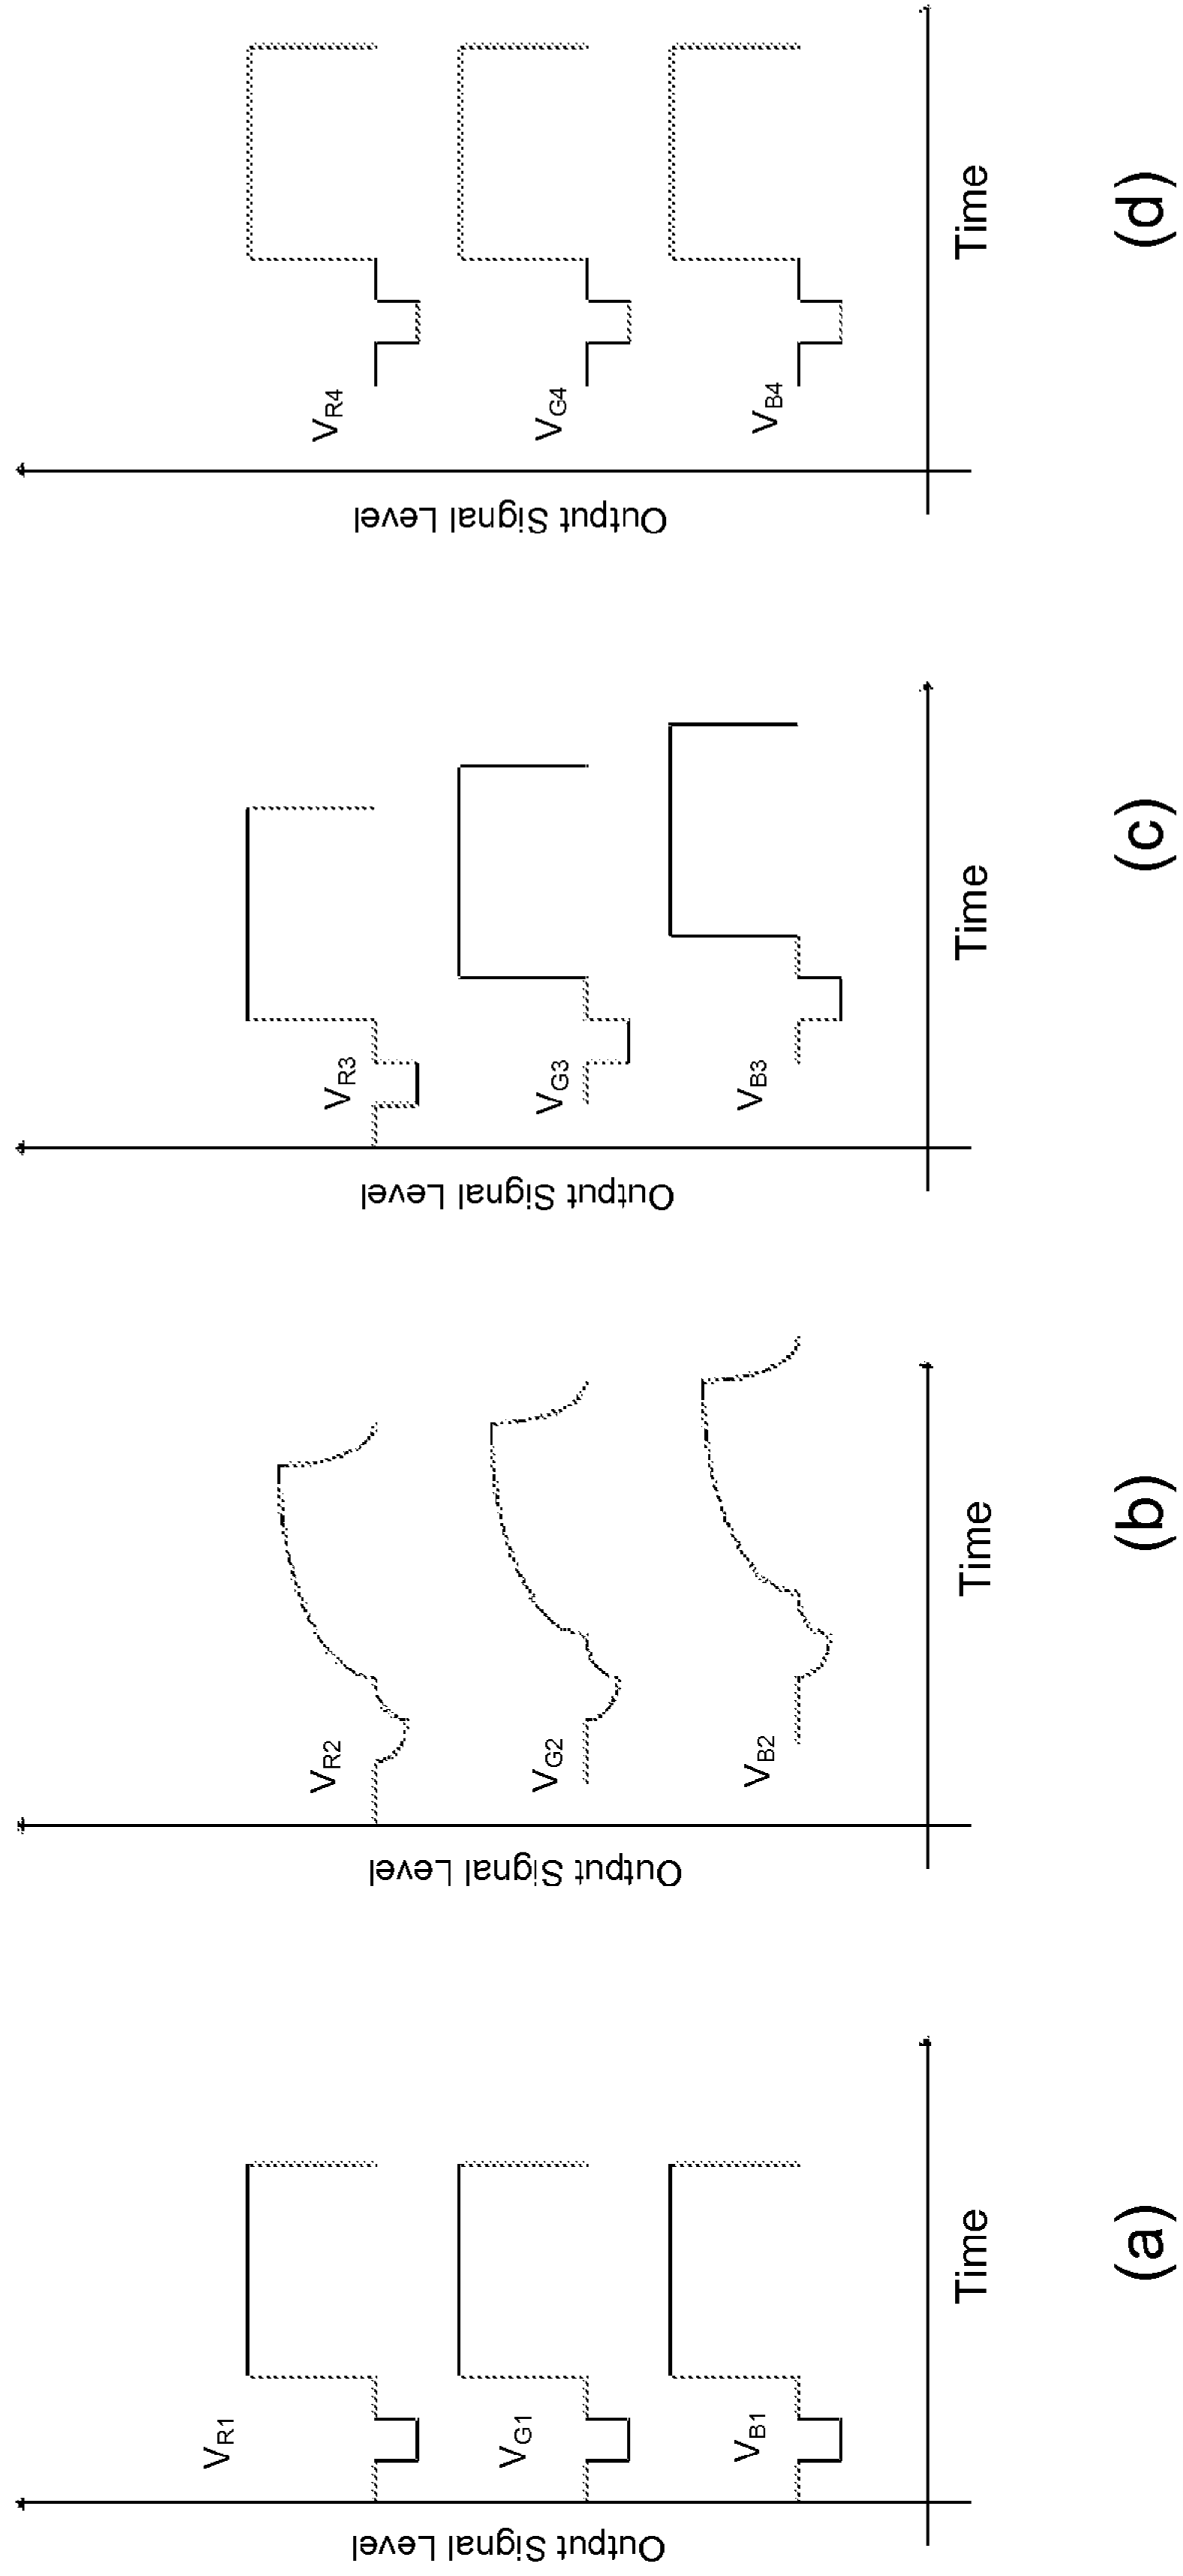 Output Signal Level
VR1
VG1
VB1
Time
(a)
Output Signal Level
VR2
VG2
VB2
Time
(b)
Output Signal Level
VR3
VG3
VB3
Time
(c)
Output Signal Level
VR4
VG4
VB4
Time
(d)